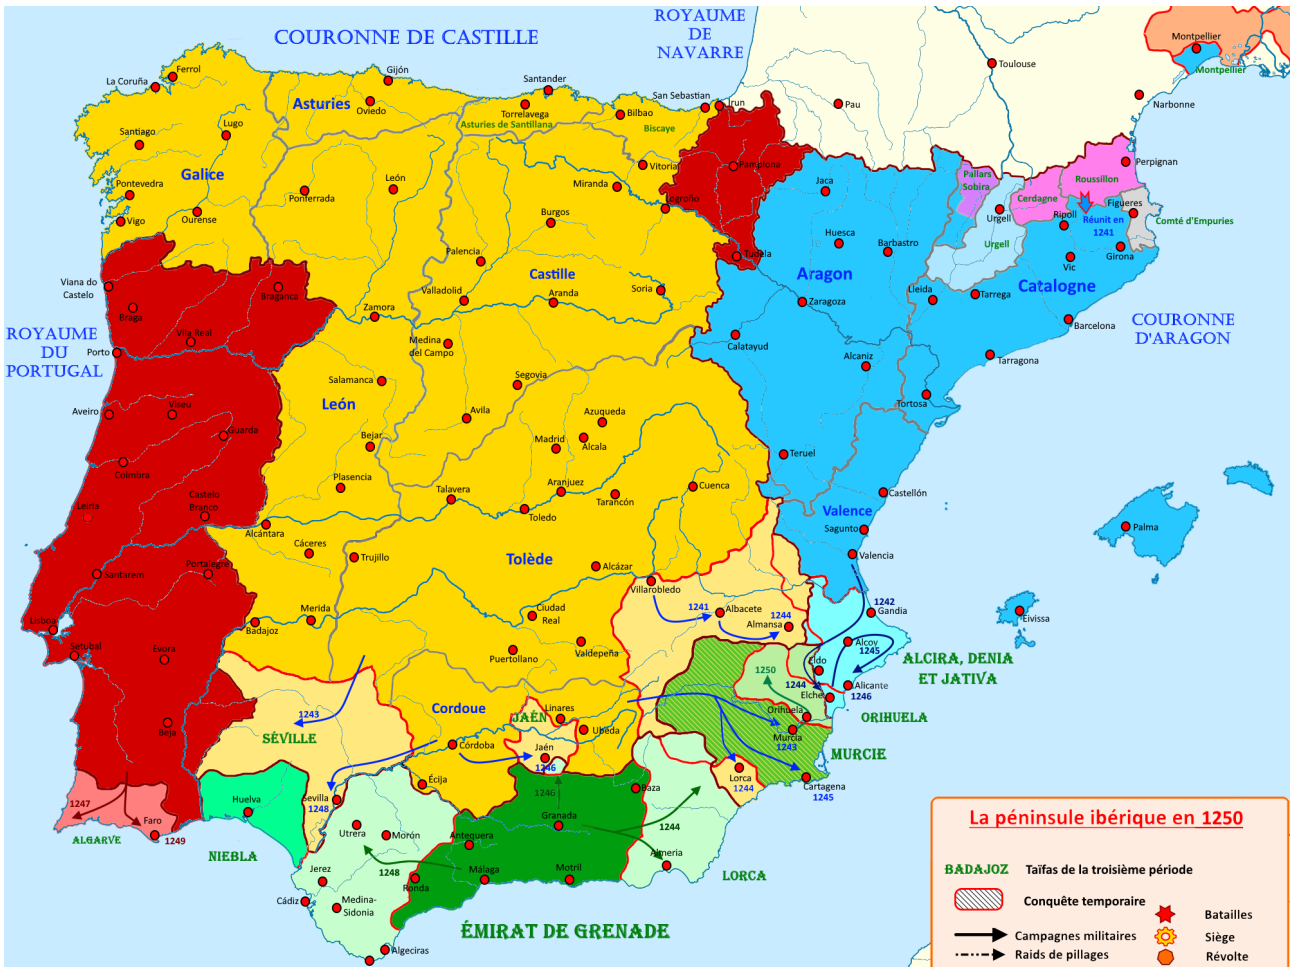 COURONNE DE CASTILLE
ROYAUME
DE
NAVARRE
Montpellier
Montpellier
Toulouse
Narbonne
Pau
Perpignan
Ferrol
La Coruña
Gijón
Asturies
Oviedo
Santander
Torrelavega
Asturies de Santillana
San Sebastian
Irun
Bilbao
Biscaye
Santiago
Lugo
Galice
Pontevedra
Vigo
Ourense
León
Ponferrada
Vitoria
Miranda
Logroño
Pamplona
Burgos
Palencia
Castille
Tudela
Jaca
Huesca
Barbastro
Aragon
Pallars
Sobira
Urgell
Urgell
Cerdagne
Roussillon
Ripoll
Réunit en
1241
Figueres
Comté d'Empuries
Girona
Vic
Catalogne
Lleida
Tarrega
Barcelona
Tarragona
COURONNE
D'ARAGON
Viana do
Castelo
Braga
Bragança
Vila Real
Porto
ROYAUME
DU
PORTUGAL
Zamora
Valladolid
Aranda
Soria
Medina
del Campo
Zaragoza
Calatayud
Alcaniz
Tortosa
Salamanca
Segovia
León
Avila
Azuqueda
Madrid
Alcala
Bejar
Aveiro
Viseu
Guarda
Coimbra
Castelo
Branco
Leiria
Plasencia
Talavera
Aranjuez
Tarancón
Toledo
Cuenca
Teruel
Castellón
Valence
Sagunto
Valencia
Palma
Eivissa
Alcántara
Cáceres
Trujillo
Tolède
Alcázar
Villarobledo
Santarem
Portalegre
Lisboa
Setubal
Evora
Beja
Merida
Badajoz
Ciudad
Real
Puertollano
Valdepeña
1241
Albacete
Almansa
1244
1242
Gandia
Alcoy
1245
Eldo
1244
Elche
Alicante
1246
ALCIRA, DENIA
ET JATIVA
1250
Orihuela
ORIHUELA
Murcia
1243
MURCIE
Cartagena
1245
Lorca
1244
Cordoue
JAÉN
Linares
Ubeda
Jaén
1246
1243
SÉVILLE
Córdoba
Écija
Sevilla
1248
Huelva
NIEBLA
1247
Faro
1249
ALGARVE
Utrera
Morón
Antequera
Granada
1246
Baza
1244
Almeria
LORCA
1248
Ronda
Málaga
Motril
Jerez
Cádiz
Medina-
Sidonia
Algeciras
ÉMIRAT DE GRENADE
La péninsule ibérique en 1250
BADAJOZ Taïfas de la troisième période
Conquête temporaire
Batailles
Campagnes militaires
Siège
Raids de pillages
Révolte